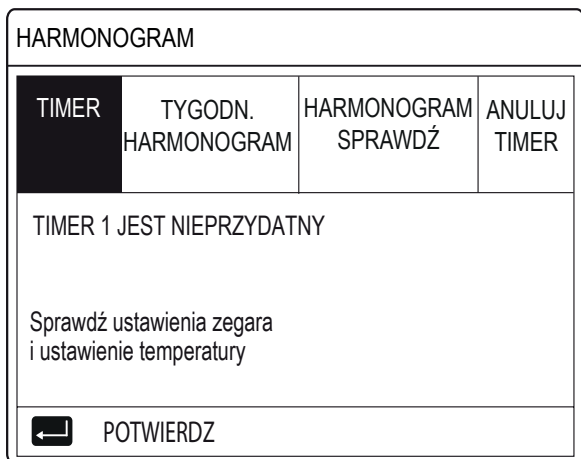 HARMONOGRAM
TIMER
TYGODN.
HARMONOGRAM
HARMONOGRAM
SPRAWDŹ
ANULUJ
TIMER
TIMER 1 JEST NIEPRZYDATNY
Sprawdź ustawienia zegara
i ustawienie temperatury
POTWIERDZ